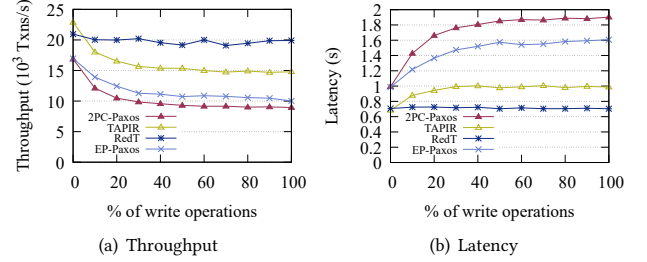 Throughput (10³ Txns/s)
25
20
15
10
5
0
2PC-Paxos
TAPIR
RedT
EP-Paxos
0 20 40 60 80 100
% of write operations
(a) Throughput
Latency (s)
2
1.8
1.6
1.4
1.2
1
0.8
0.6
0.4
0.2
0
2PC-Paxos
TAPIR
RedT
EP-Paxos
0 20 40 60 80 100
% of write operations
(b) Latency